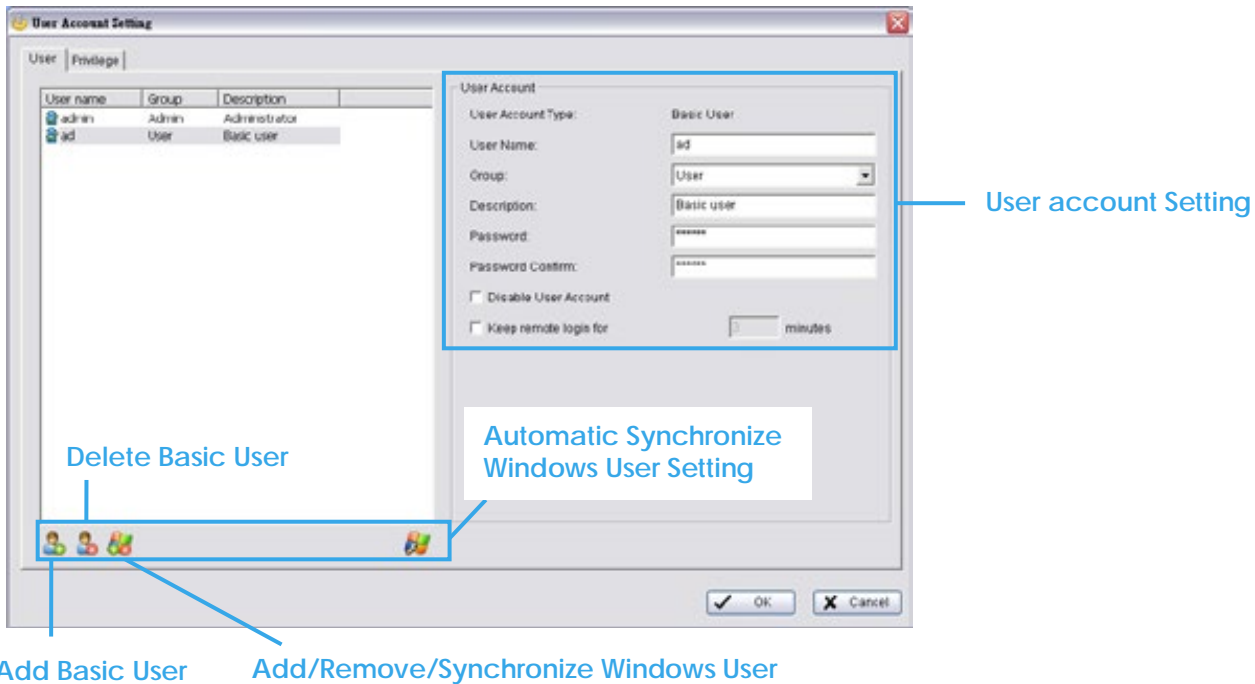 User Account Setting
User Privilege
User name Group Description
admin Admin Administrator
ad User Basic user
User Account
User Account Type: Basic User
User Name: ad
Group: User
Description: Basic user
Password: ******
Password Confirm: ******
Disable User Account
Keep remote login for 3 minutes
User account Setting
Automatic Synchronize
Windows User Setting
Delete Basic User
OK Cancel
Add Basic User
Add/Remove/Synchronize Windows User